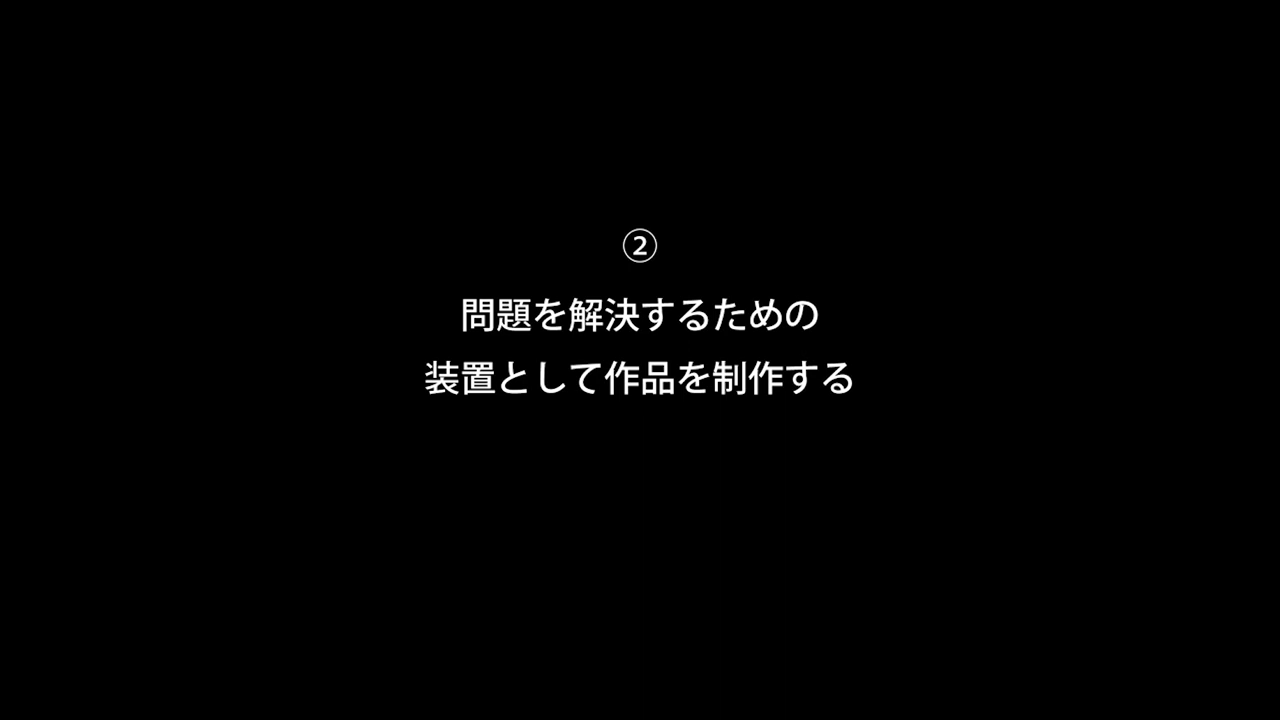 ②
問題を解決するための
装置として作品を制作する